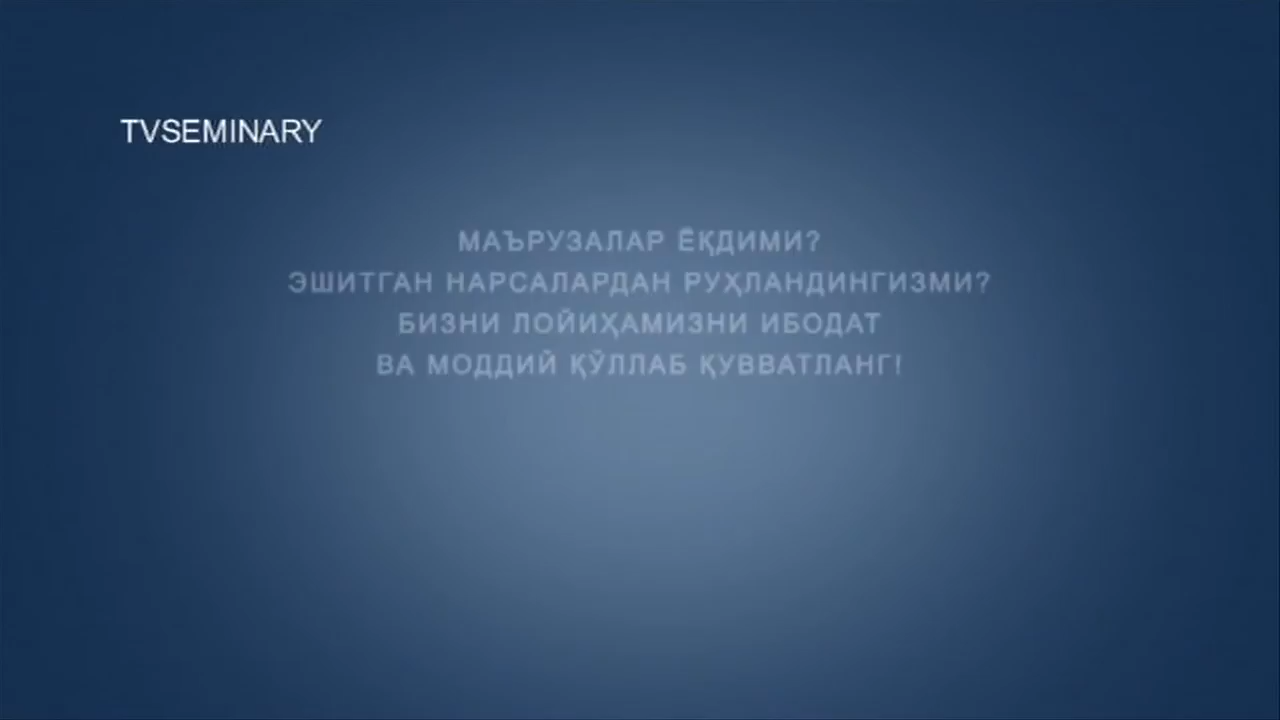 TVSEMINARY
МАЪРУЗАЛАР ЁҚДИМИ?
ЭШИТГАН НАРСАЛАРДАН РУҲЛАНДИНГИЗМИ?
БИЗНИ ЛОЙИҲАМИЗНИ ИБОДАТ
ВА МОДДИЙ ҚЎЛЛАБ ҚУВВАТЛАНГ!